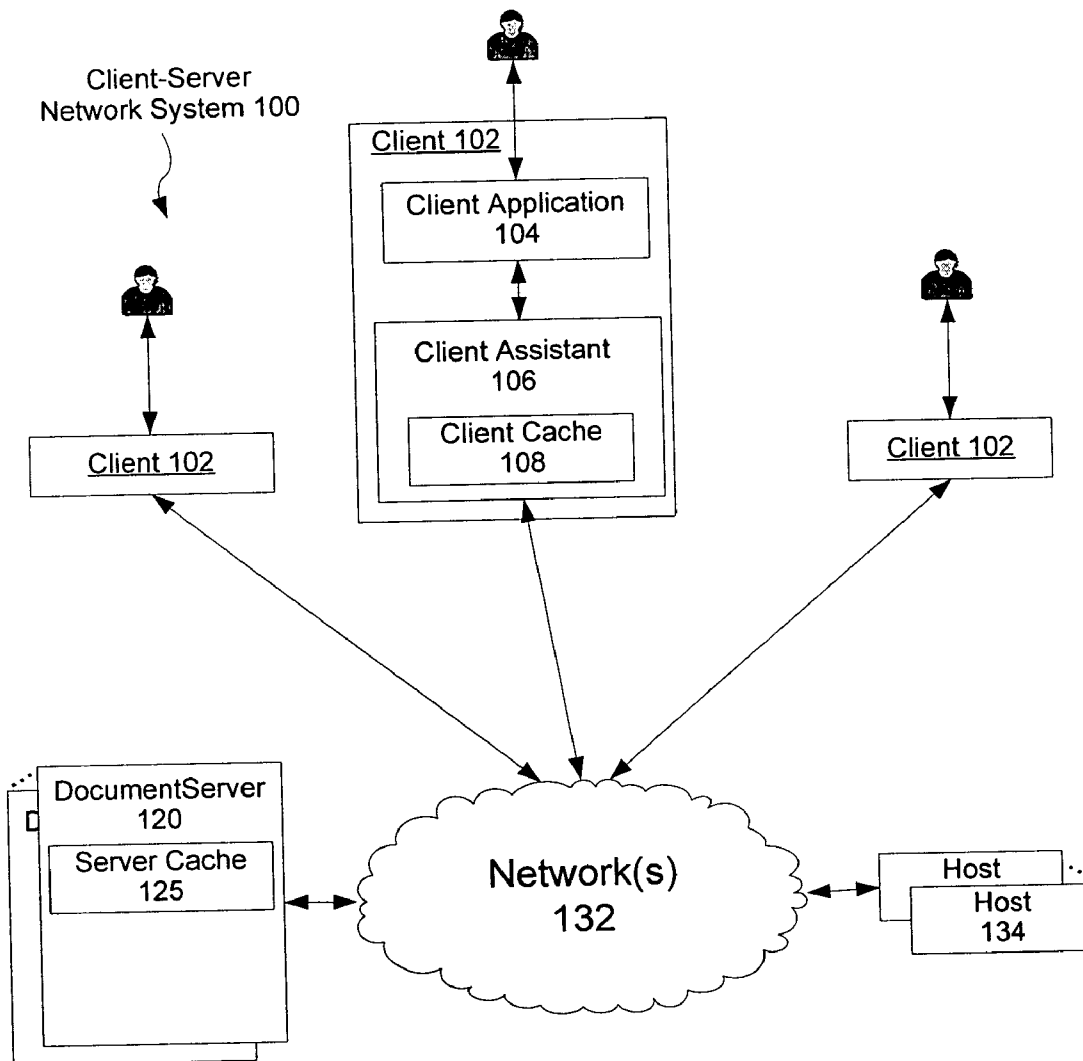 Client-Server
Network System 100
Client 102
Client Application
104
Client Assistant
106
Client Cache
108
Client 102
Client 102
DocumentServer
120
D
Server Cache
125
Network(s)
132
Host
Host
134